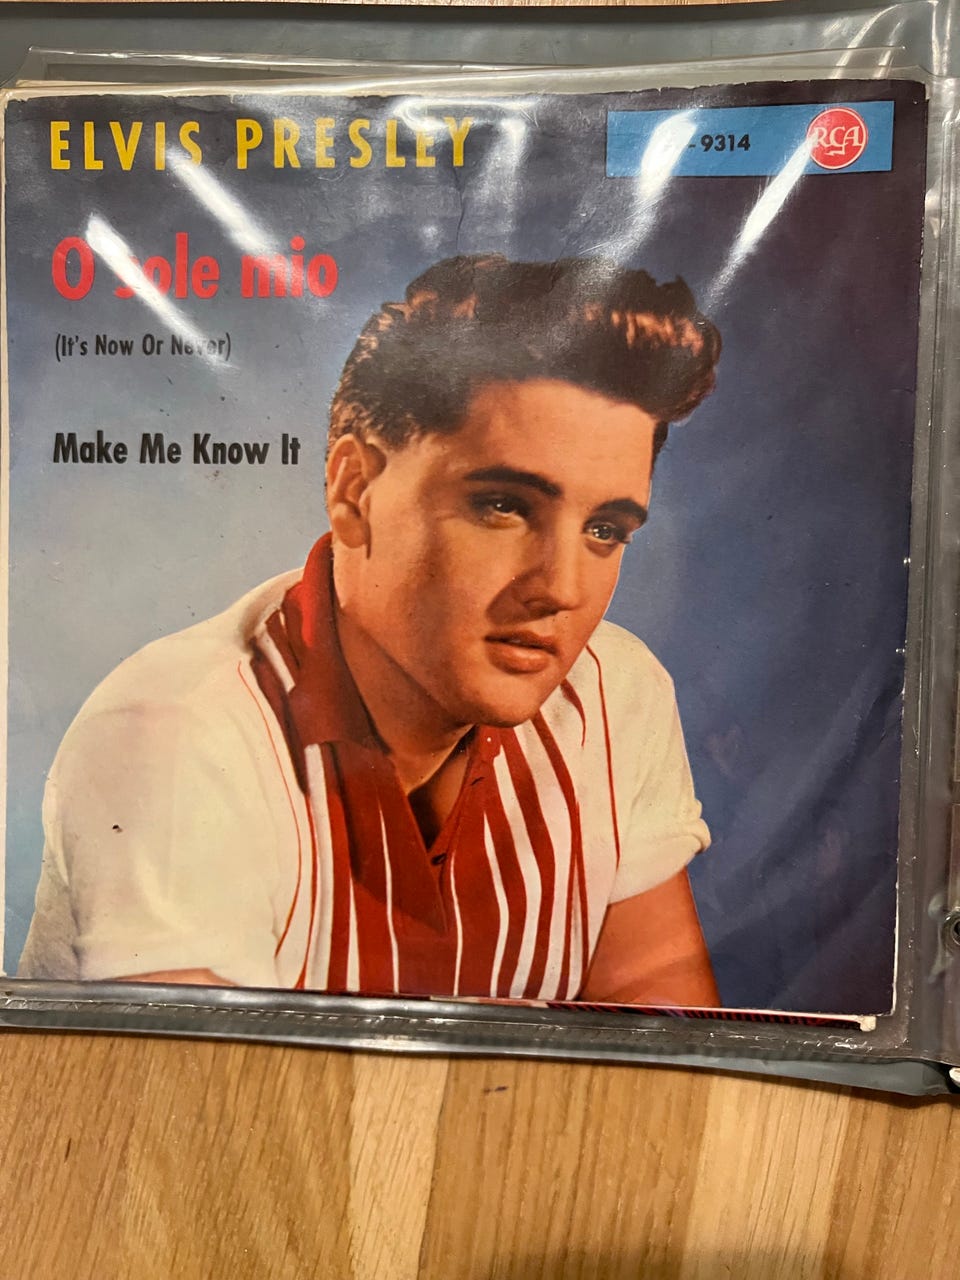 ELVIS PRESLEY
-9314
RCA
O sole mio
(It's Now Or Never)
Make Me Know It